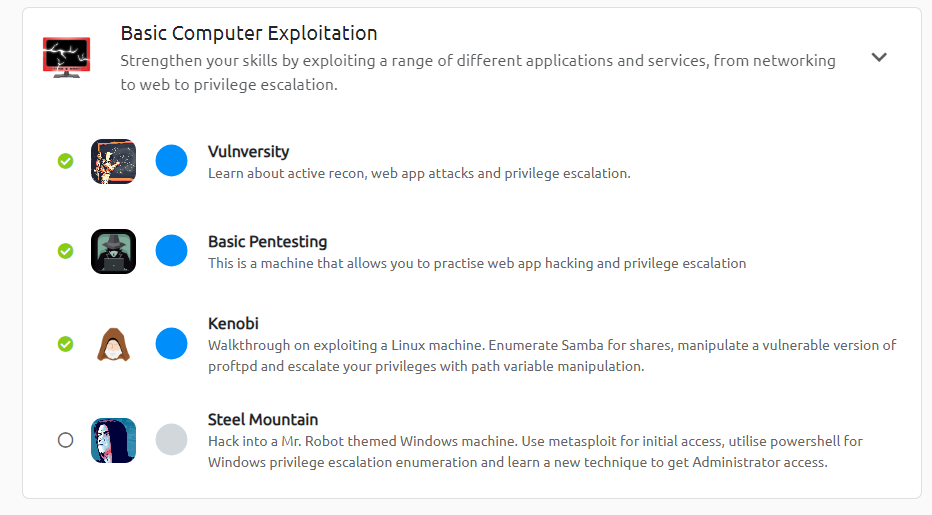 Basic Computer Exploitation
Strengthen your skills by exploiting a range of different applications and services, from networking
to web to privilege escalation.
Vulnversity
Learn about active recon, web app attacks and privilege escalation.
Basic Pentesting
This is a machine that allows you to practise web app hacking and privilege escalation
Kenobi
Walkthrough on exploiting a Linux machine. Enumerate Samba for shares, manipulate a vulnerable version of
proftpd and escalate your privileges with path variable manipulation.
Steel Mountain
Hack into a Mr. Robot themed Windows machine. Use metasploit for initial access, utilise powershell for
Windows privilege escalation enumeration and learn a new technique to get Administrator access.